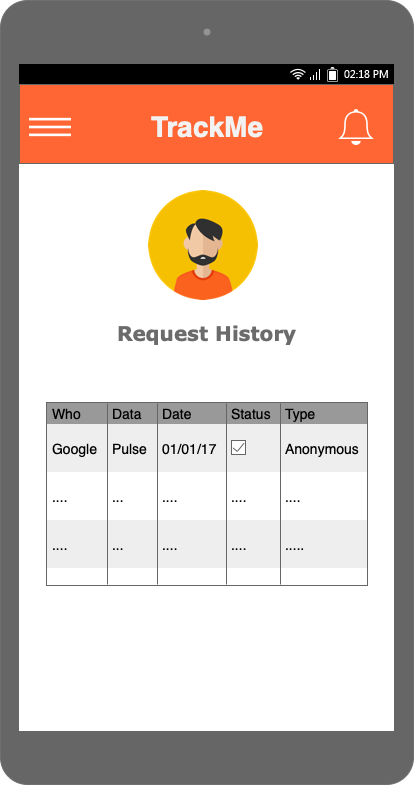 02:18 PM
TrackMe
Request History
Who Data Date Status Type
Google Pulse 01/01/17 Anonymous
.... ... .... .... ....
.... ... .... .... .....